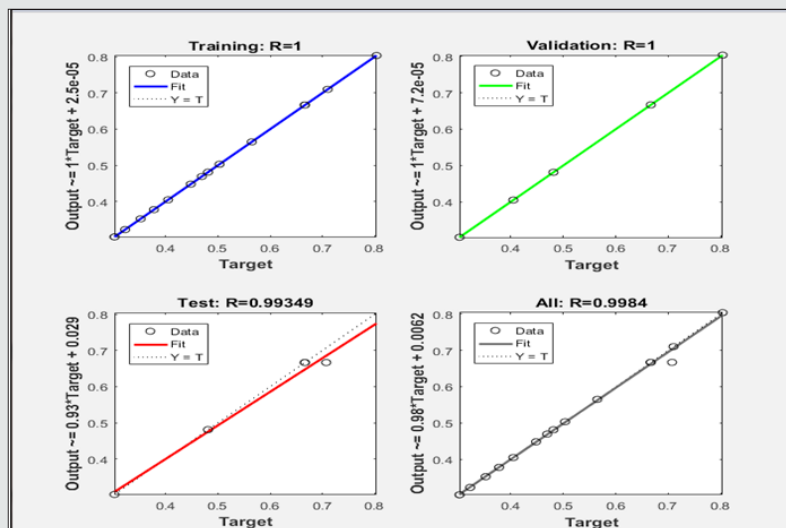 Training: R=1
Output ~= 1*Target + 2.5e-05
0.8
0.7
0.6
0.5
0.4
Data
Fit
Y = T
0.4 0.5 0.6 0.7 0.8
Target
Validation: R=1
Output ~= 1*Target + 7.2e-05
0.8
0.7
0.6
0.5
0.4
Data
Fit
Y = T
0.4 0.5 0.6 0.7 0.8
Target
Test: R=0.99349
Output ~= 0.93*Target + 0.029
0.8
0.7
0.6
0.5
0.4
Data
Fit
Y = T
0.4 0.5 0.6 0.7 0.8
Target
All: R=0.9984
Output ~= 0.98*Target + 0.0062
0.8
0.7
0.6
0.5
0.4
Data
Fit
Y = T
0.4 0.5 0.6 0.7 0.8
Target